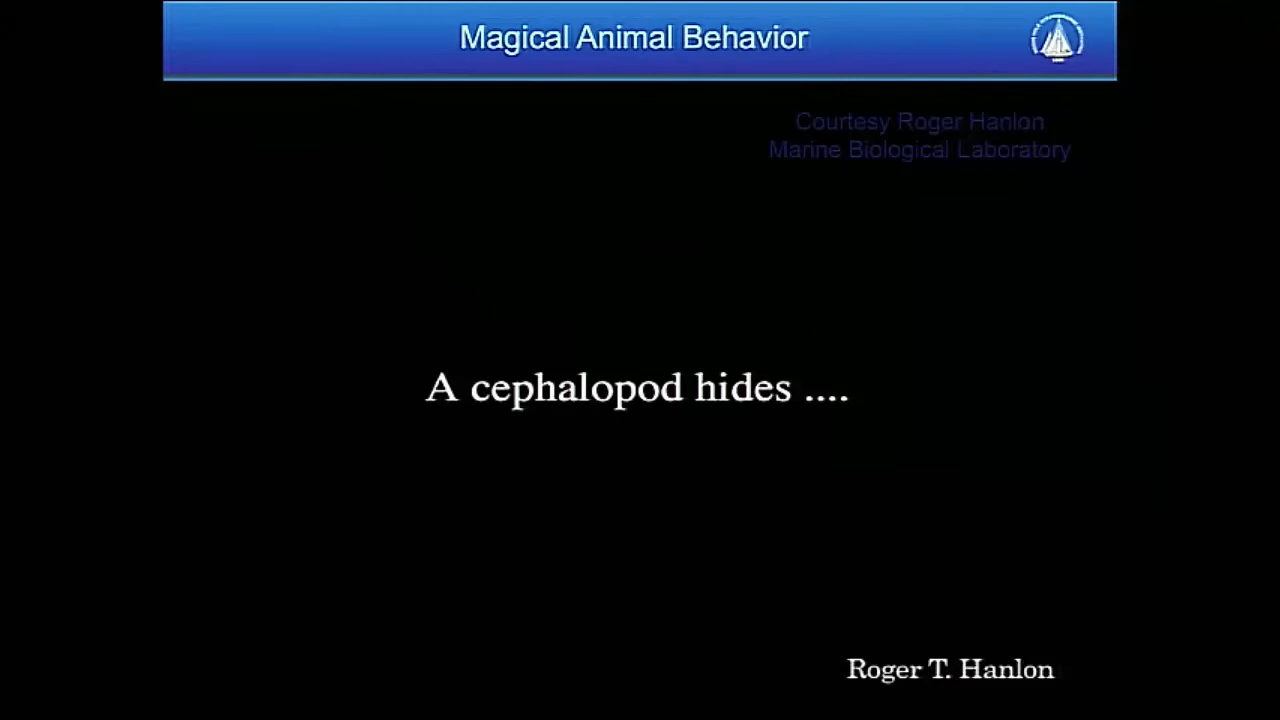 Magical Animal Behavior
Courtesy Roger Hanlon
Marine Biological Laboratory
A cephalopod hides ....
Roger T. Hanlon